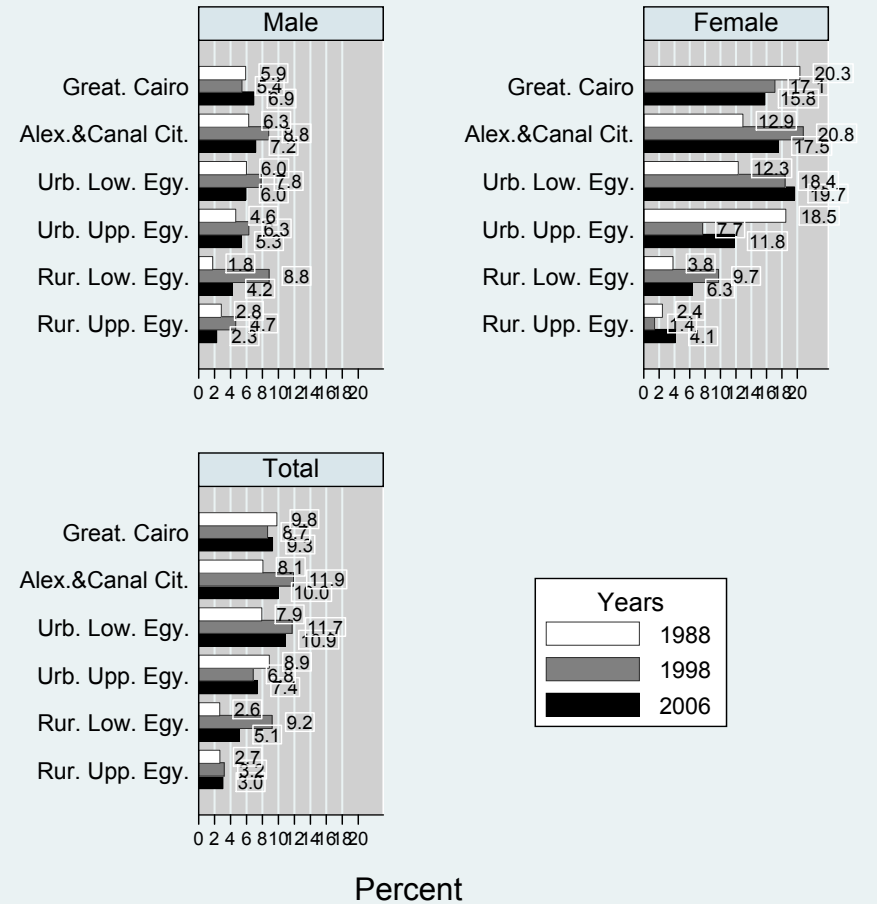 Male
Great. Cairo
5.9
5.4
6.9
Alex.&Canal Cit.
6.3
8.8
7.2
Urb. Low. Egy.
6.0
7.8
6.0
Urb. Upp. Egy.
4.6
6.3
5.3
Rur. Low. Egy.
1.8
8.8
4.2
Rur. Upp. Egy.
2.8
4.7
2.3
0 2 4 6 8 10 12 14 16 18 20
Female
Great. Cairo
20.3
17.1
15.8
Alex.&Canal Cit.
12.9
20.8
17.5
Urb. Low. Egy.
12.3
18.4
19.7
Urb. Upp. Egy.
18.5
7.7
11.8
Rur. Low. Egy.
3.8
9.7
6.3
Rur. Upp. Egy.
2.4
1.4
4.1
0 2 4 6 8 10 12 14 16 18 20
Total
Great. Cairo
9.8
8.7
9.3
Alex.&Canal Cit.
8.1
11.9
10.0
Urb. Low. Egy.
7.9
11.7
10.9
Urb. Upp. Egy.
8.9
6.8
7.4
Rur. Low. Egy.
2.6
9.2
5.1
Rur. Upp. Egy.
2.7
3.2
3.0
0 2 4 6 8 10 12 14 16 18 20
Years
1988
1998
2006
Percent